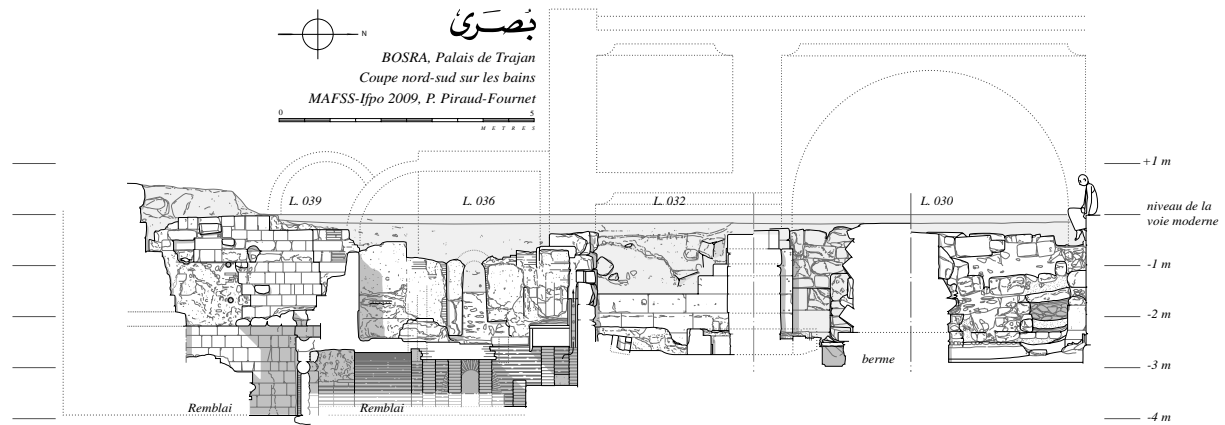 N
بُصرَى
BOSRA, Palais de Trajan
Coupe nord-sud sur les bains
MAFSS-Ifpo 2009, P. Piraud-Fournet
0 5
METRES
+1 m
L. 039 L. 036 L. 032 L. 030
niveau de la
voie moderne
-1 m
-2 m
berme
-3 m
Remblai Remblai
-4 m